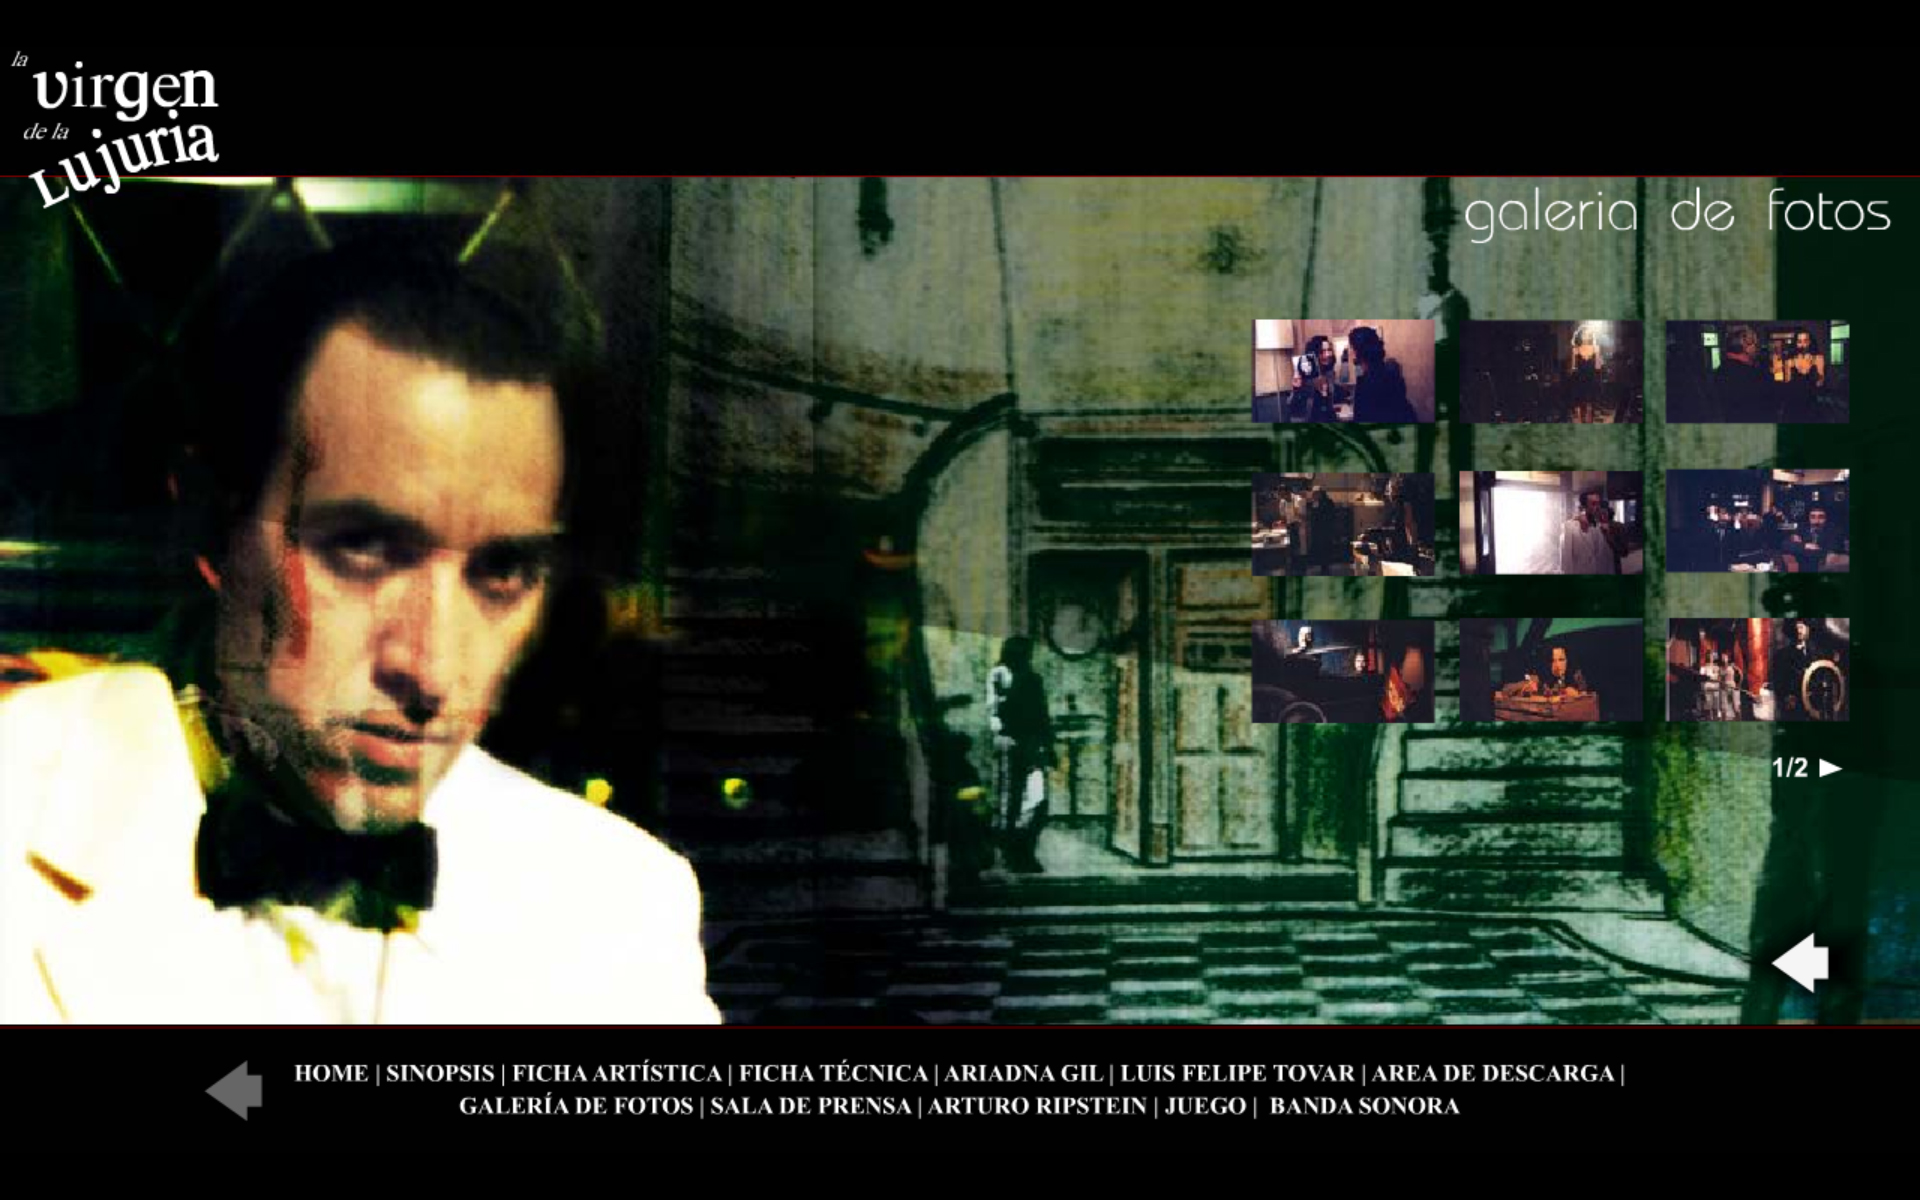 la
virgen
de la
Lujuria
galeria de fotos
1/2
HOME | SINOPSIS | FICHA ARTÍSTICA | FICHA TÉCNICA | ARIADNA GIL | LUIS FELIPE TOVAR | AREA DE DESCARGA |
GALERÍA DE FOTOS | SALA DE PRENSA | ARTURO RIPSTEIN | JUEGO | BANDA SONORA